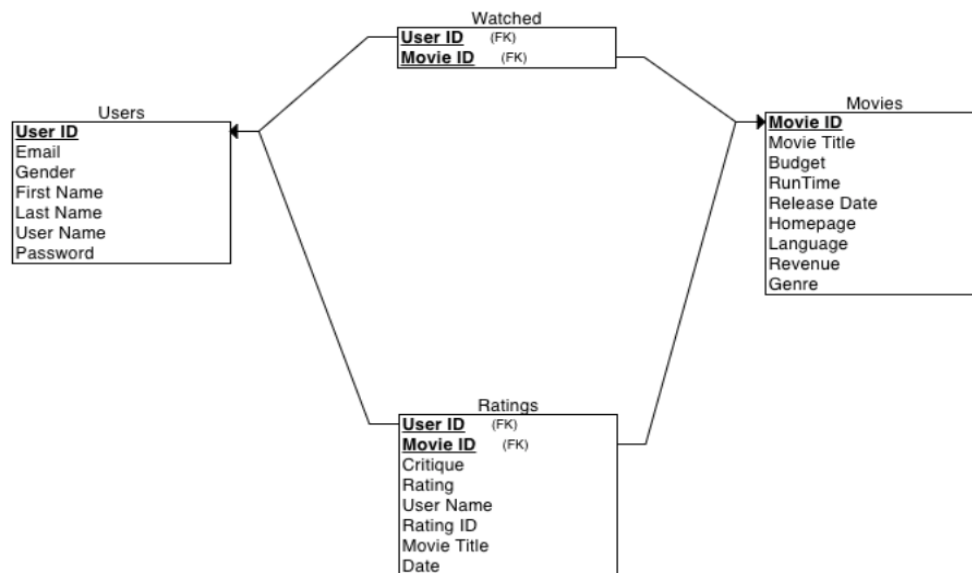 Watched
User ID (FK)
Movie ID (FK)
Users
User ID
Email
Gender
First Name
Last Name
User Name
Password
Movies
Movie ID
Movie Title
Budget
RunTime
Release Date
Homepage
Language
Revenue
Genre
Ratings
User ID (FK)
Movie ID (FK)
Critique
Rating
User Name
Rating ID
Movie Title
Date